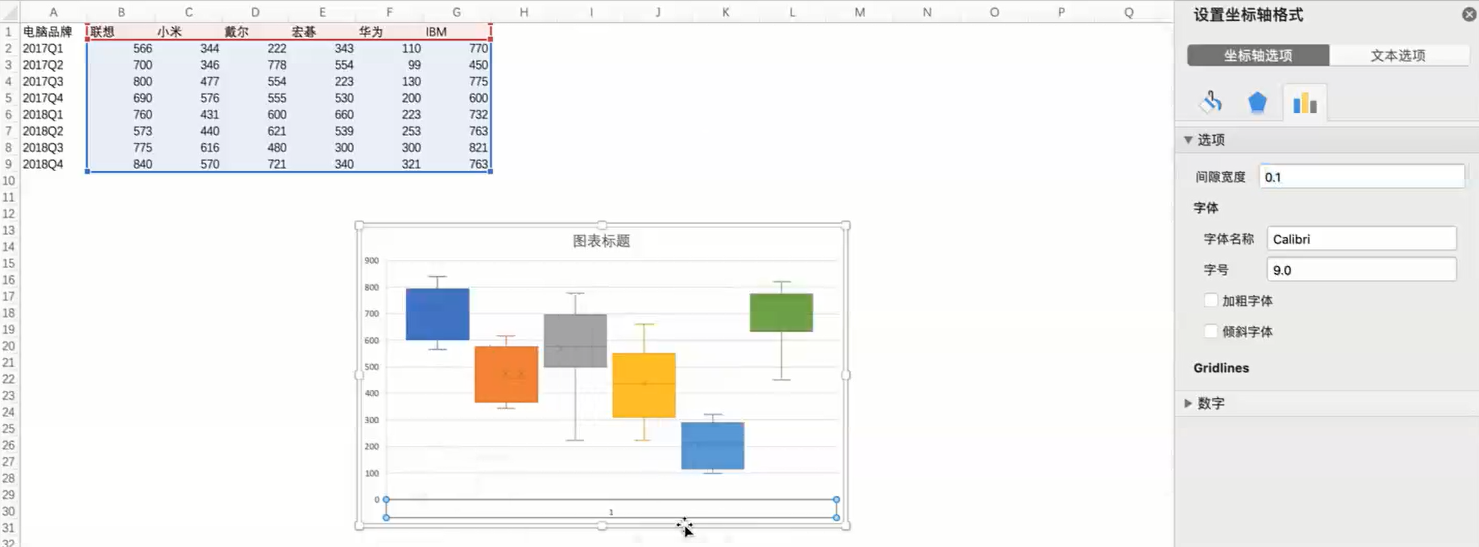 A B C D E F G H I J K L M N O P Q
1 电脑品牌 联想 小米 戴尔 宏碁 华为 IBM
2 2017Q1 566 344 222 343 110 770
3 2017Q2 700 346 778 554 99 450
4 2017Q3 800 477 554 223 130 775
5 2017Q4 690 576 555 530 200 600
6 2018Q1 760 431 600 660 223 732
7 2018Q2 573 440 621 539 253 763
8 2018Q3 775 616 480 300 300 821
9 2018Q4 840 570 721 340 321 763
10
11
12
13
14
15
16
17
18
19
20
21
22
23
24
25
26
27
28
29
30
31
32
图表标题
900
800
700
600
500
400
300
200
100
0
1
设置坐标轴格式
坐标轴选项 文本选项
选项
间隙宽度 0.1
字体
字体名称 Calibri
字号 9.0
加粗字体
倾斜字体
Gridlines
数字